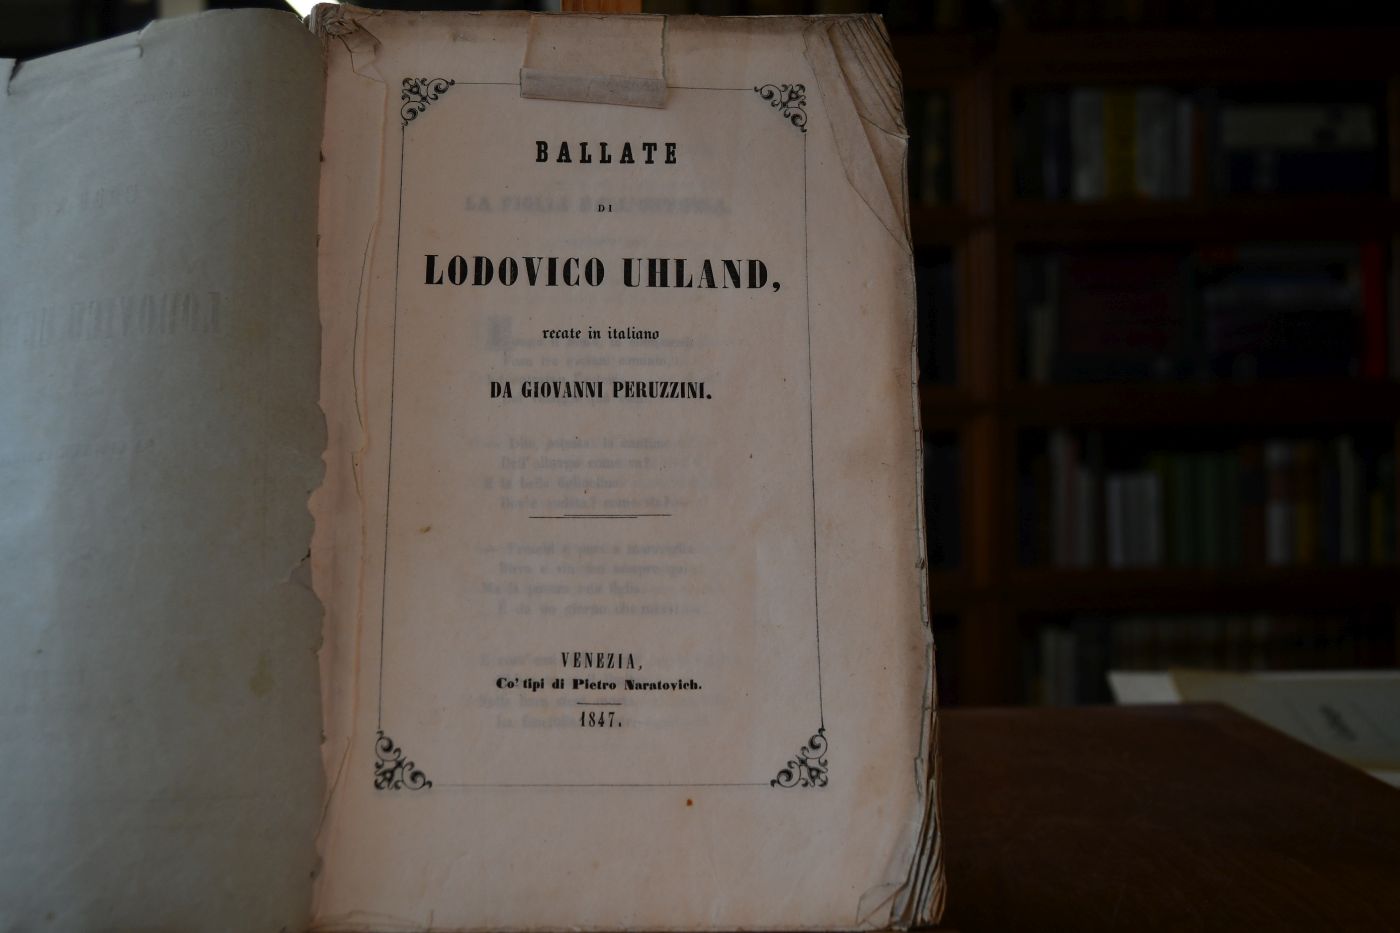 BALLATE
DI
LODOVICO UHLAND,
recate in italiano
DA GIOVANNI PERUZZINI.
VENEZIA,
Co' tipi di Pietro Naratovich.
1847.